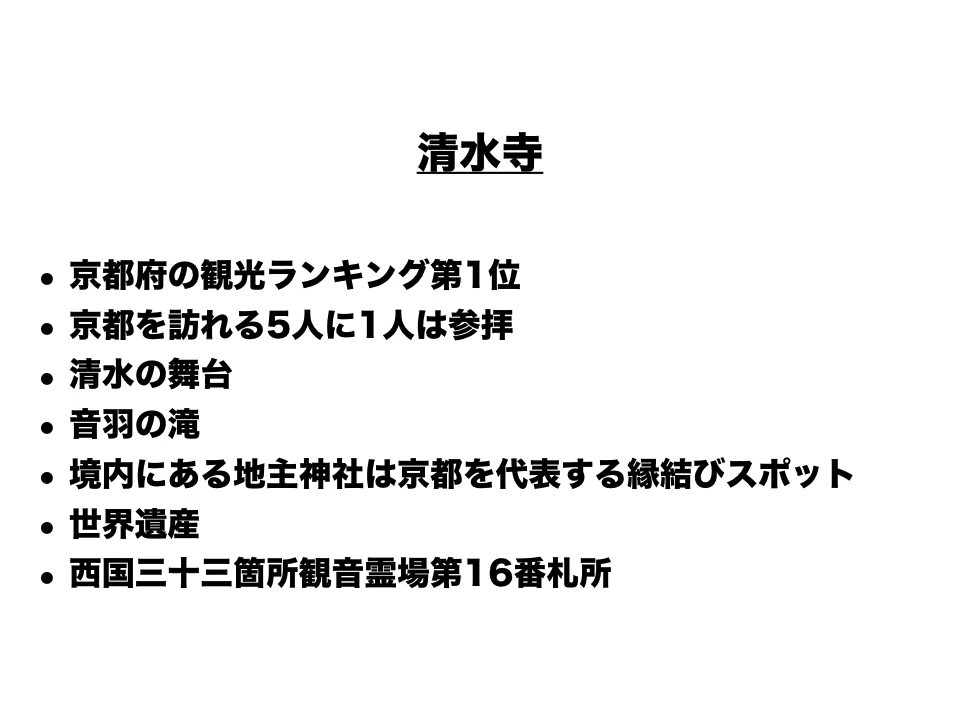 清水寺
• 京都府の観光ランキング第1位
• 京都を訪れる5人に1人は参拝
• 清水の舞台
• 音羽の滝
• 境内にある地主神社は京都を代表する縁結びスポット
• 世界遺産
• 西国三十三箇所観音霊場第16番札所